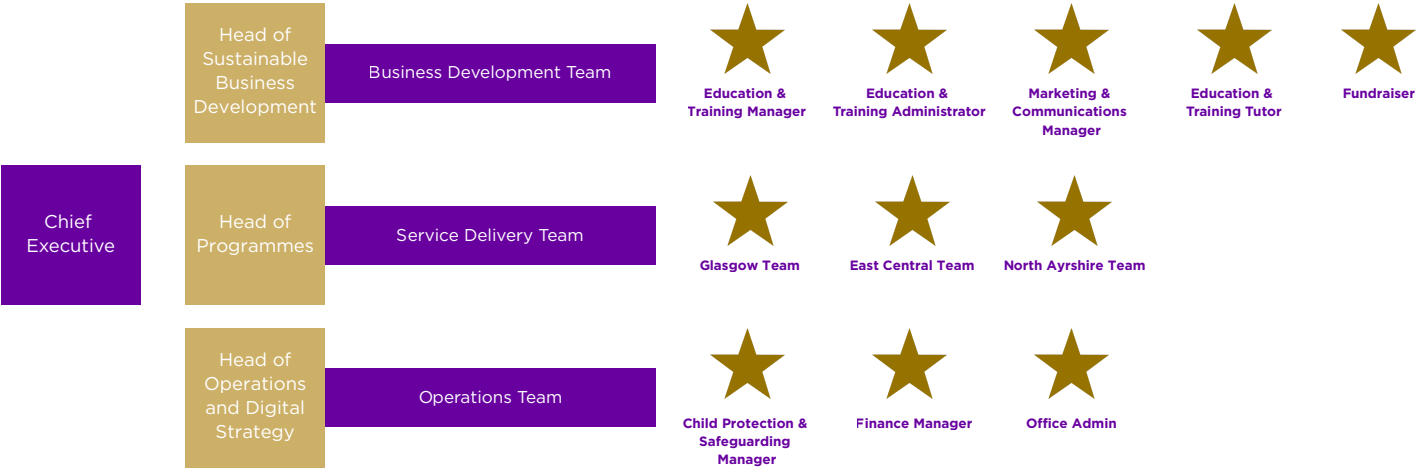 Head of
Sustainable
Business
Development
Business Development Team
Education &
Training Manager
Education &
Training Administrator
Marketing &
Communications
Manager
Education &
Training Tutor
Fundraiser
Chief
Executive
Head of
Programmes
Service Delivery Team
Glasgow Team
East Central Team
North Ayrshire Team
Head of
Operations
and Digital
Strategy
Operations Team
Child Protection &
Safeguarding
Manager
Finance Manager
Office Admin